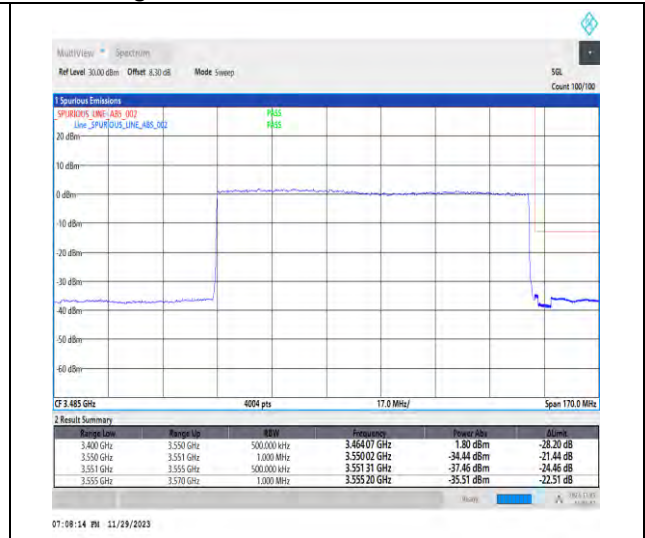 MultiView Spectrum
Ref Level 30.00 dBm Offset 8.30 dB Mode Sweep SGL
Count 100/100
1 Spurious Emissions
_SPURIOUS_LINE_ABS_002 PASS
Line _SPURIOUS_LINE_ABS_002 PASS
20 dBm
10 dBm
0 dBm
-10 dBm
-20 dBm
-30 dBm
-40 dBm
-50 dBm
-60 dBm
CF 3.485 GHz 4004 pts 17.0 MHz/ Span 170.0 MHz
2 Result Summary
Range Low Range Up RBW Frequency Power Abs ΔLimit
3.400 GHz 3.550 GHz 500.000 kHz 3.464 07 GHz 1.80 dBm -28.20 dB
3.550 GHz 3.551 GHz 1.000 MHz 3.550 02 GHz -34.44 dBm -21.44 dB
3.551 GHz 3.555 GHz 500.000 kHz 3.551 31 GHz -37.46 dBm -24.46 dB
3.555 GHz 3.570 GHz 1.000 MHz 3.555 20 GHz -35.51 dBm -22.51 dB
Ready
07:08:14 PM 11/29/2023